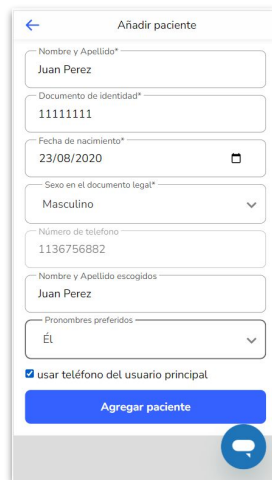 Añadir paciente
Nombre y Apellido*
Juan Perez
Documento de identidad*
11111111
Fecha de nacimiento*
23/08/2020
Sexo en el documento legal*
Masculino
Número de telefono
1136756882
Nombre y Apellido escogidos
Juan Perez
Pronombres preferidos
Él
usar teléfono del usuario principal
Agregar paciente